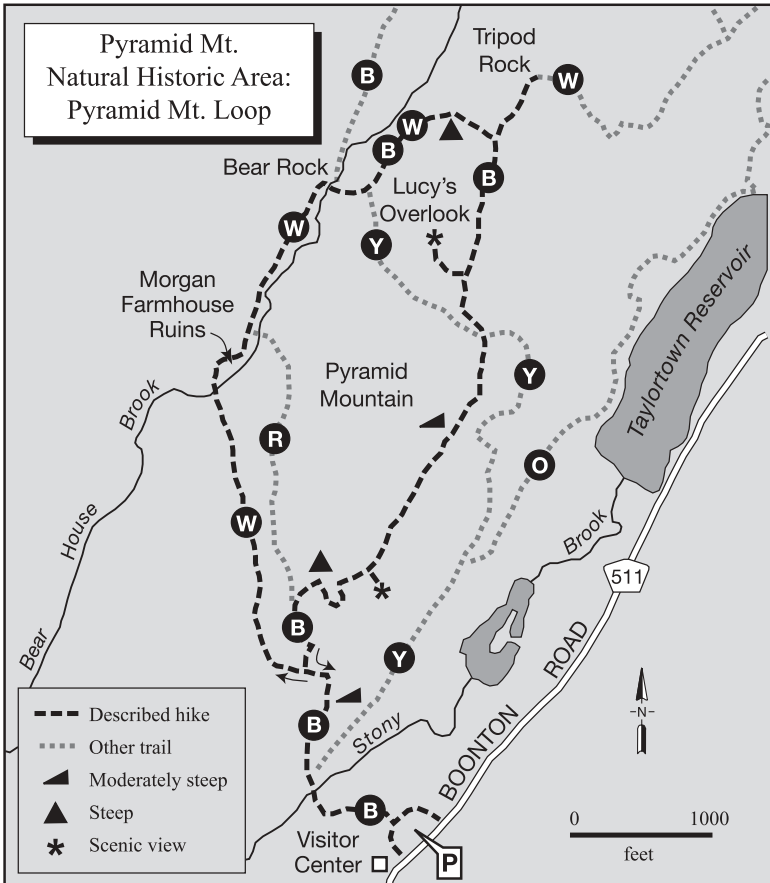 Pyramid Mt.
Natural Historic Area:
Pyramid Mt. Loop
Tripod
Rock
B
W
W
B
Bear Rock
B
Lucy's
Overlook
W
Y
Morgan
Farmhouse
Ruins
Taylortown Reservoir
Pyramid
Mountain
Y
Brook
R
O
House
W
Brook
511
B
ROAD
Bear
Y
-N-
B
Stony
BOONTON
Described hike
Other trail
Moderately steep
Steep
Scenic view
B
Visitor
Center
P
0 1000
feet